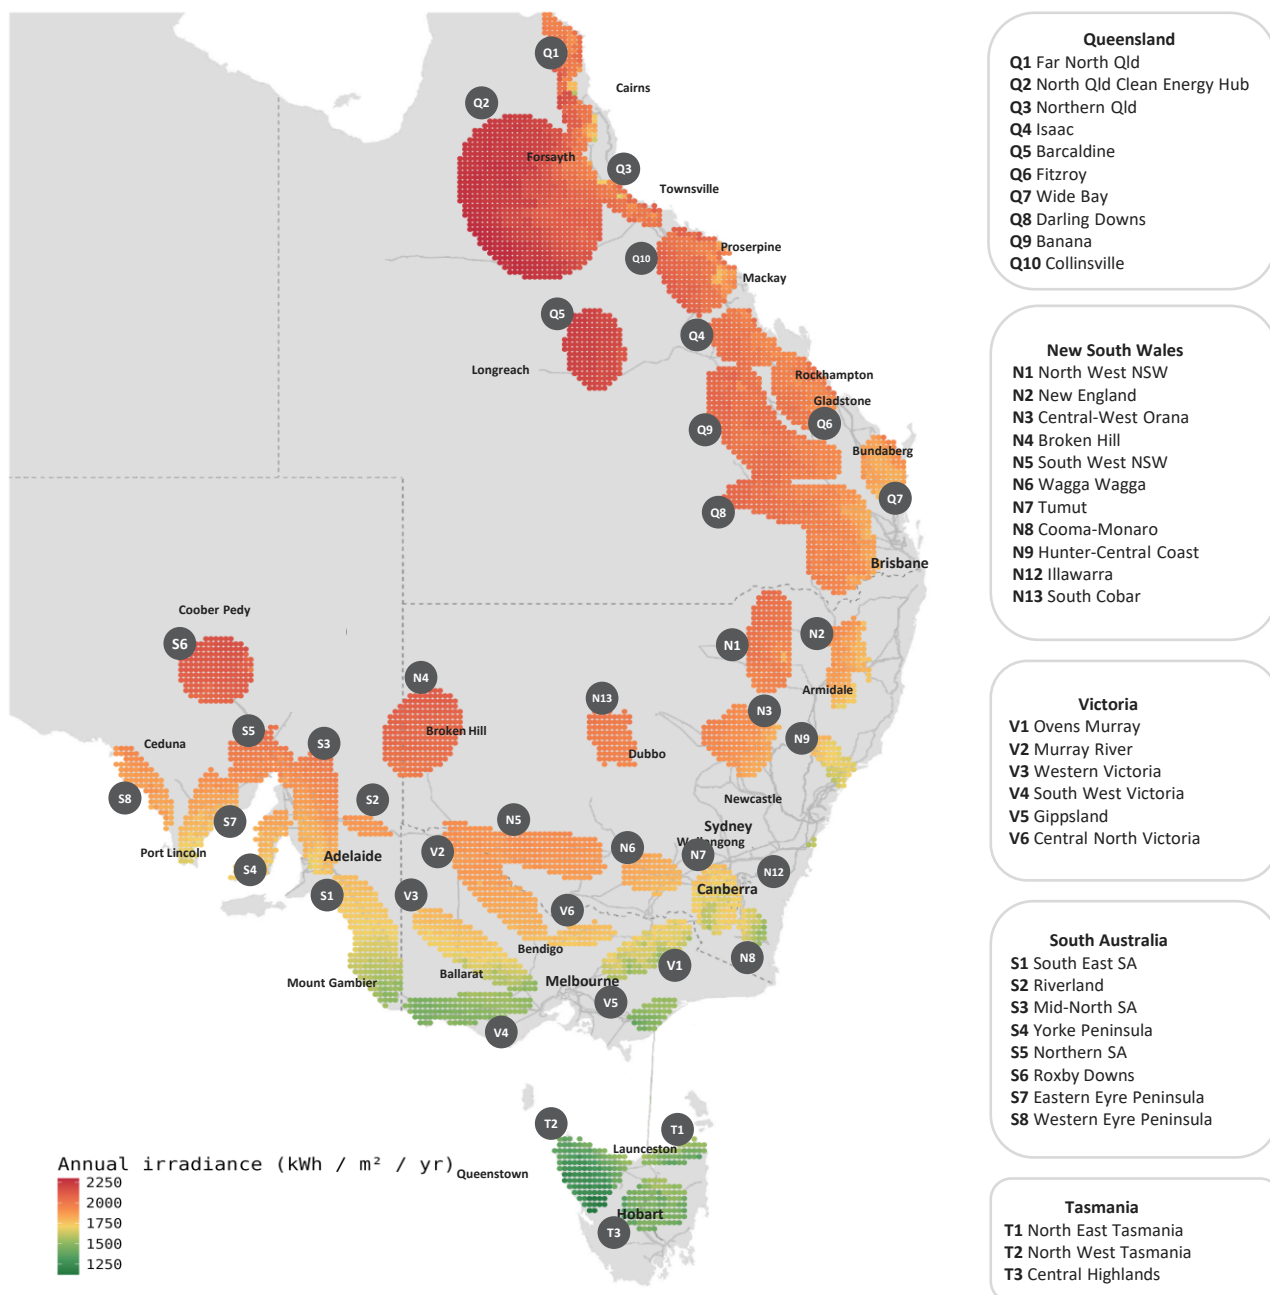 Q1
Cairns
Q2
Forsayth
Q3
Townsville
Proserpine
Q10
Mackay
Q5
Q4
Longreach
Rockhampton
Gladstone
Q6
Q9
Bundaberg
Q7
Q8
Brisbane
Coober Pedy
S6
N1
N2
N4
Armidale
N13
N3
S5
Broken Hill
S3
Ceduna
N9
Dubbo
S8
S2
Newcastle
S7
N5
Sydney
Wollongong
Port Lincoln
Adelaide
V2
N6
N7
S4
N12
S1
V3
Canberra
V6
Bendigo
N8
Ballarat
V1
Mount Gambier
Melbourne
V5
V4
T2
T1
Launceston
Queenstown
Hobart
T3
Annual irradiance (kWh / m² / yr)
2250
2000
1750
1500
1250
Queensland
Q1 Far North Qld
Q2 North Qld Clean Energy Hub
Q3 Northern Qld
Q4 Isaac
Q5 Barcaldine
Q6 Fitzroy
Q7 Wide Bay
Q8 Darling Downs
Q9 Banana
Q10 Collinsville
New South Wales
N1 North West NSW
N2 New England
N3 Central-West Orana
N4 Broken Hill
N5 South West NSW
N6 Wagga Wagga
N7 Tumut
N8 Cooma-Monaro
N9 Hunter-Central Coast
N12 Illawarra
N13 South Cobar
Victoria
V1 Ovens Murray
V2 Murray River
V3 Western Victoria
V4 South West Victoria
V5 Gippsland
V6 Central North Victoria
South Australia
S1 South East SA
S2 Riverland
S3 Mid-North SA
S4 Yorke Peninsula
S5 Northern SA
S6 Roxby Downs
S7 Eastern Eyre Peninsula
S8 Western Eyre Peninsula
Tasmania
T1 North East Tasmania
T2 North West Tasmania
T3 Central Highlands